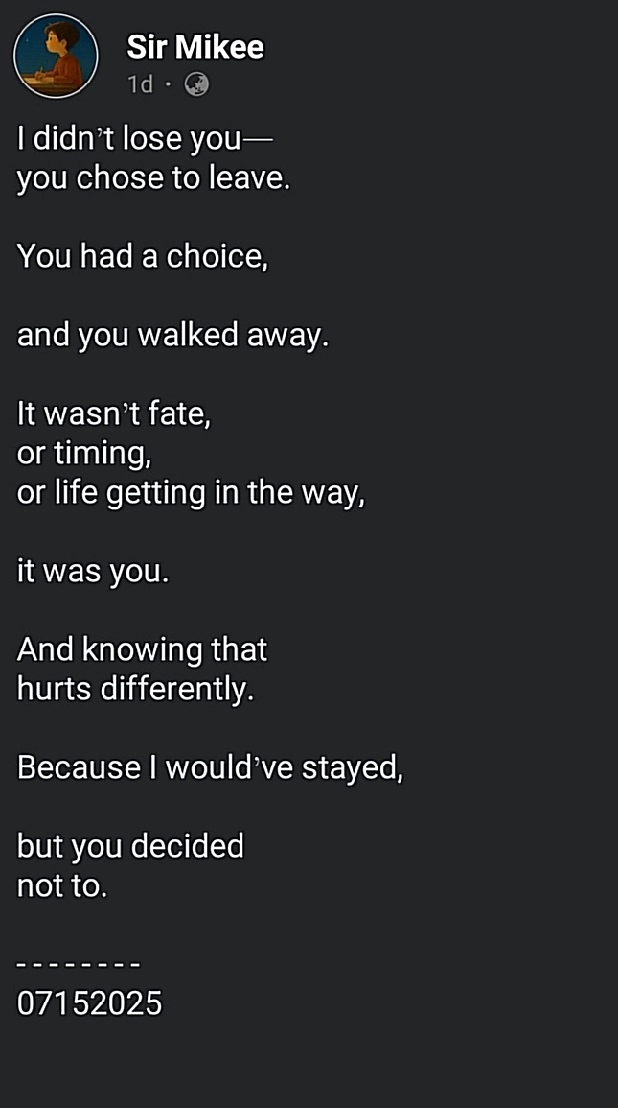 Sir Mikee
1d ·
I didn't lose you—
you chose to leave.
You had a choice,
and you walked away.
It wasn't fate,
or timing,
or life getting in the way,
it was you.
And knowing that
hurts differently.
Because I would've stayed,
but you decided
not to.
--------
07152025